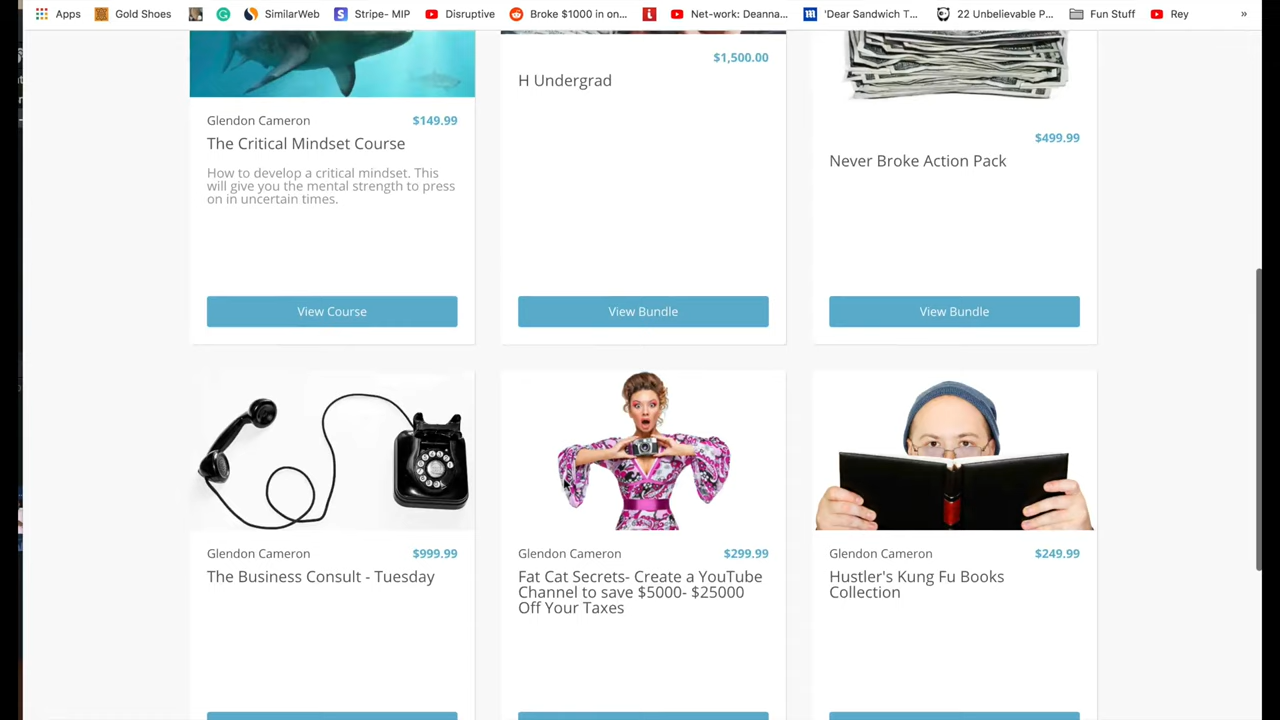 Apps
Gold Shoes
SimilarWeb
Stripe- MIP
Disruptive
Broke $1000 in on...
Net-work: Deanna...
'Dear Sandwich T...
22 Unbelievable P...
Fun Stuff
Rey
»
Glendon Cameron
$149.99
The Critical Mindset Course
How to develop a critical mindset. This
will give you the mental strength to press
on in uncertain times.
View Course
$1,500.00
H Undergrad
View Bundle
$499.99
Never Broke Action Pack
View Bundle
Glendon Cameron
$999.99
The Business Consult - Tuesday
Glendon Cameron
$299.99
Fat Cat Secrets- Create a YouTube
Channel to save $5000- $25000
Off Your Taxes
Glendon Cameron
$249.99
Hustler's Kung Fu Books
Collection